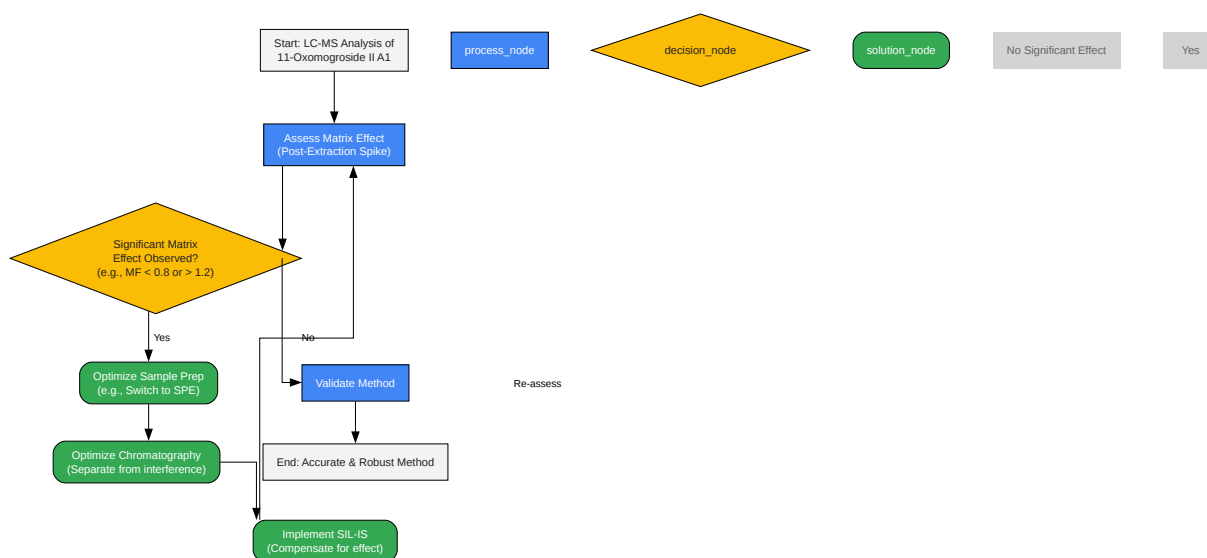 Start: LC-MS Analysis of
11-Oxomogroside II A1
process_node
decision_node
solution_node
No Significant Effect
Yes
Assess Matrix Effect
(Post-Extraction Spike)
Significant Matrix
Effect Observed?
(e.g., MF < 0.8 or > 1.2)
Yes
No
Optimize Sample Prep
(e.g., Switch to SPE)
Validate Method
Re-assess
Optimize Chromatography
(Separate from interference)
End: Accurate & Robust Method
Implement SIL-IS
(Compensate for effect)